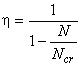 η = 1 / (1 − N / N_cr)